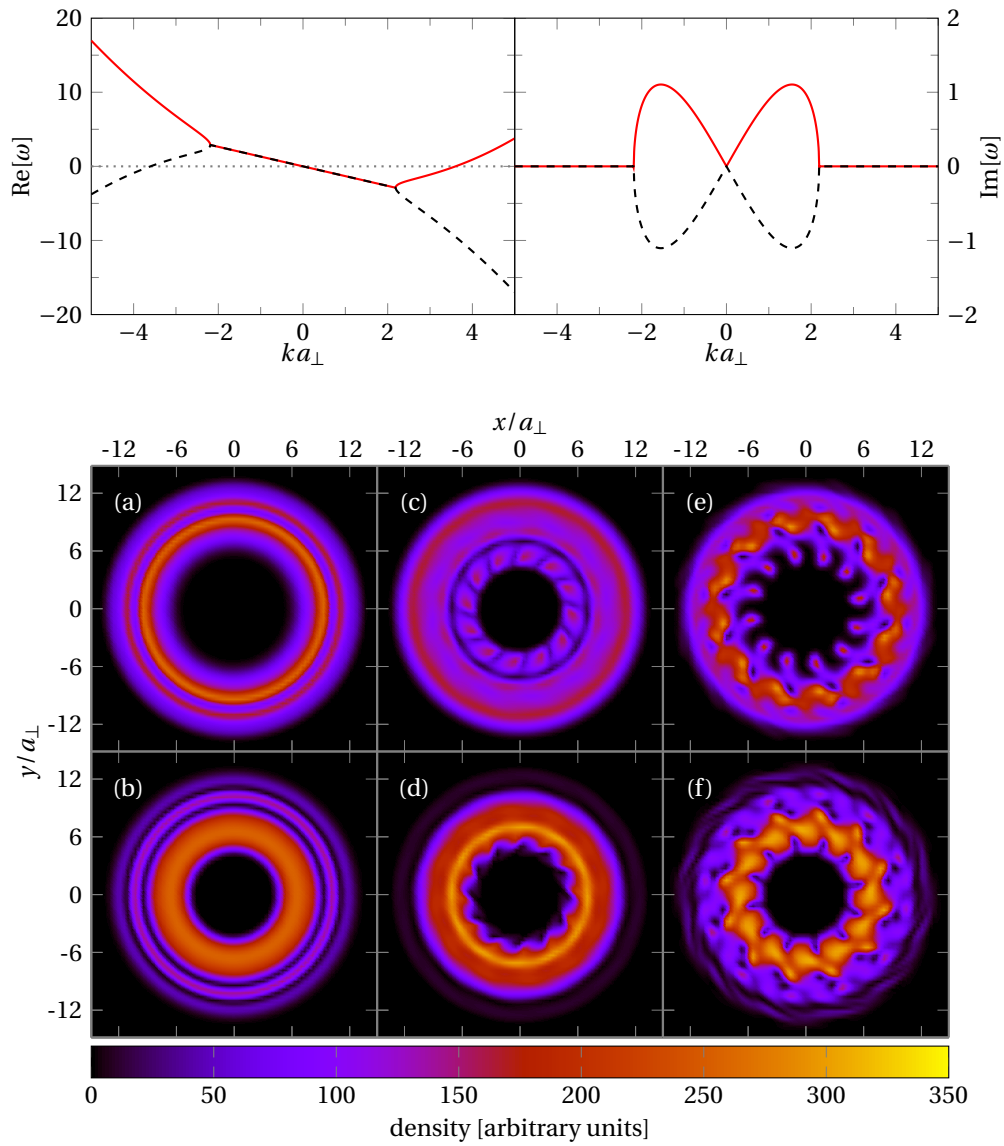 20
10
0
−10
−20
Re[ω]
−4 −2 0 2 4
ka⊥
−4 −2 0 2 4
ka⊥
2
1
0
−1
−2
Im[ω]
x/a⊥
-12 -6 0 6 12 -12 -6 0 6 12 -12 -6 0 6 12
y/a⊥
12
6
0
-6
-12
(a) (c) (e)
12
6
0
-6
-12
(b) (d) (f)
0 50 100 150 200 250 300 350
density [arbitrary units]